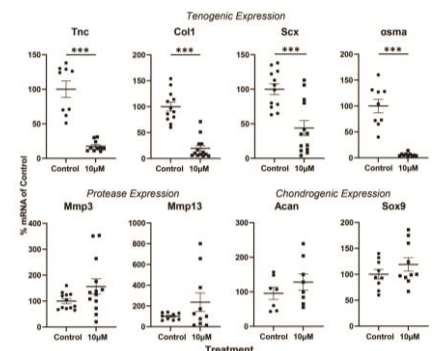 Tenogenic Expression
Tnc Col1 Scx αsma
*** *** *** ***
150 150 150 200
150
100 100 100
100
50 50 50
50
0 0 0 0
Control 10μM Control 10μM Control 10μM Control 10μM
% mRNA of Control
Protease Expression Chondrogenic Expression
Mmp3 Mmp13 Acan Sox9
400 1000 300 200
800
300 150
200
600
200 100
400
100
100 50
200
0 0 0 0
Control 10μM Control 10μM Control 10μM Control 10μM
Treatment